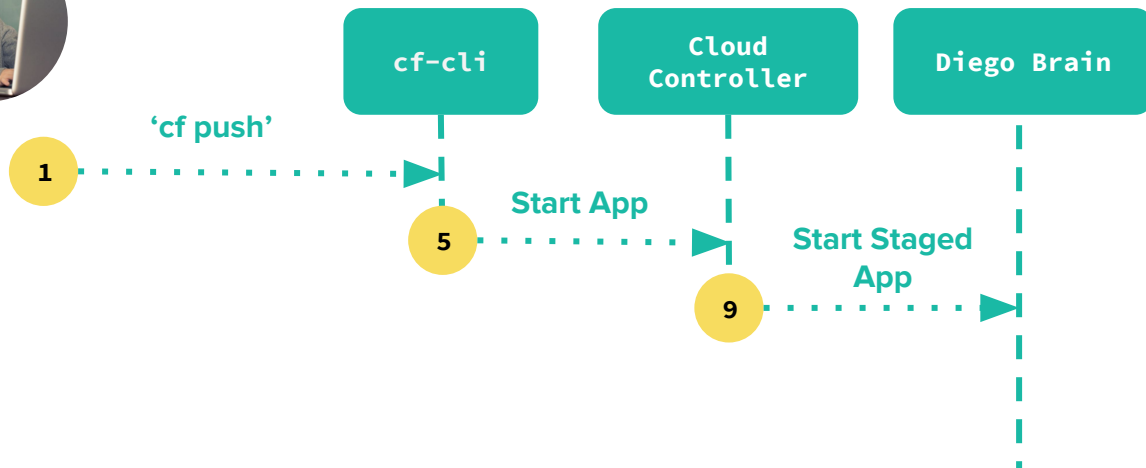 cf-cli
Cloud
Controller
Diego Brain
‘cf push’
1
Start App
5
Start Staged
App
9